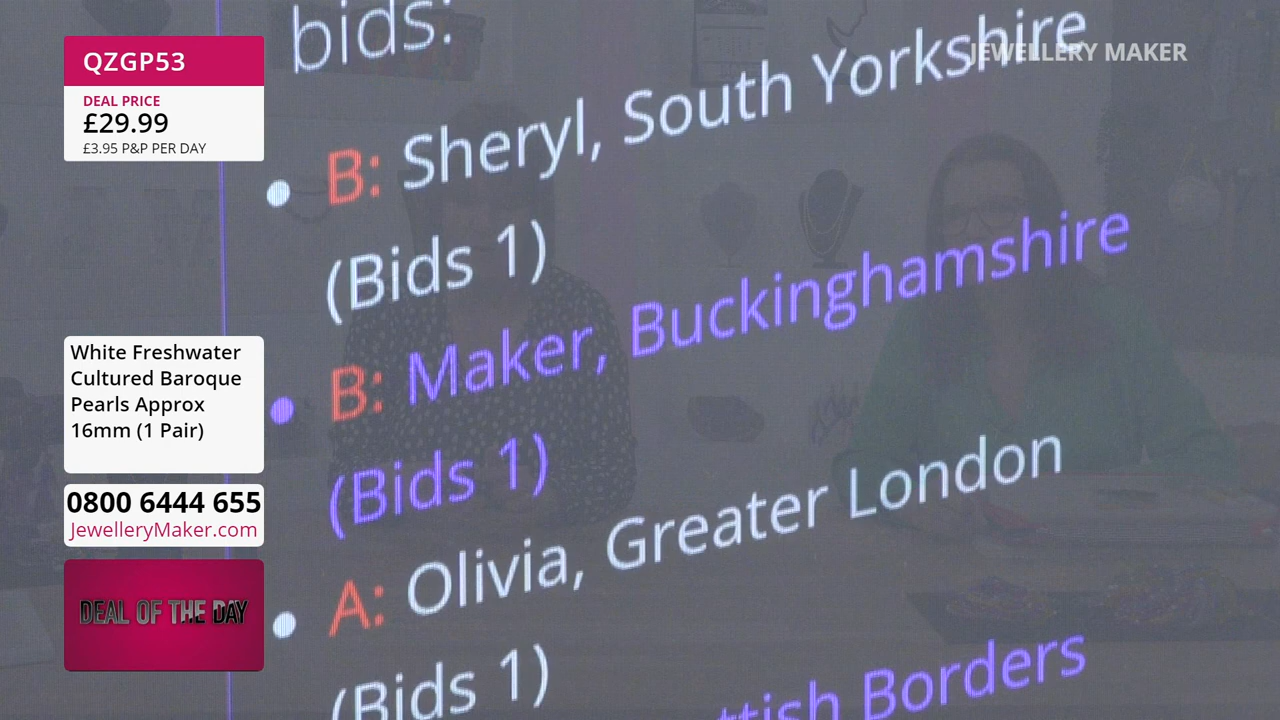 QZGP53
DEAL PRICE
£29.99
£3.95 P&P PER DAY
White Freshwater
Cultured Baroque
Pearls Approx
16mm (1 Pair)
0800 6444 655
JewelleryMaker.com
DEAL OF THE DAY
JEWELLERY MAKER
bids:
• B: Sheryl, South Yorkshire
(Bids 1)
• B: Maker, Buckinghamshire
(Bids 1)
• A: Olivia, Greater London
(Bids 1)
Borders